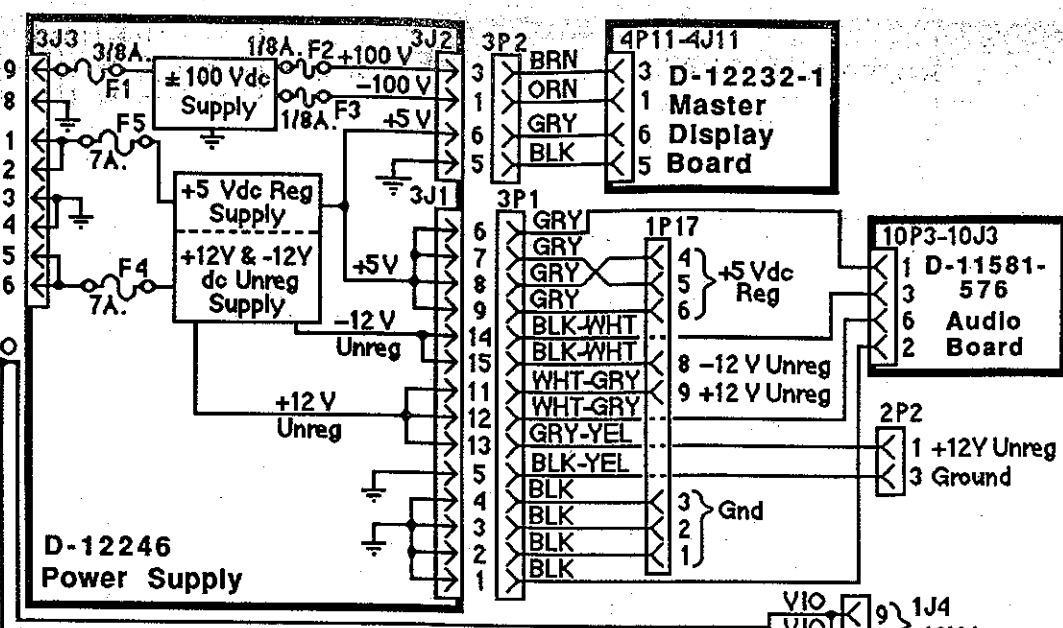 3J3
3/8A.
F1
9
8
1
2
3
4
5
6
± 100 Vdc
Supply
1/8A. F2
+100 V
-100 V
1/8A. F3
+5 V
F5
7A.
F4
7A.
+5 Vdc Reg
Supply
+12V & -12V
dc Unreg
Supply
+5V
-12 V
Unreg
+12 V
Unreg
D-12246
Power Supply
3J2
3
1
6
5
3J1
6
7
8
9
14
15
11
12
13
5
4
3
2
1
3P2
BRN
ORN
GRY
BLK
4P11-4J11
3
1
6
5
D-12232-1
Master
Display
Board
3P1
GRY
GRY
GRY
GRY
BLK-WHT
BLK-WHT
WHT-GRY
WHT-GRY
GRY-YEL
BLK-YEL
BLK
BLK
BLK
BLK
1P17
4
5
6
+5 Vdc
Reg
8 -12 V Unreg
9 +12 V Unreg
3
2
1
Gnd
10P3-10J3
1
3
6
2
D-11581-
576
Audio
Board
2P2
1 +12Y Unreg
3 Ground
VIO
VIO
9
1J4